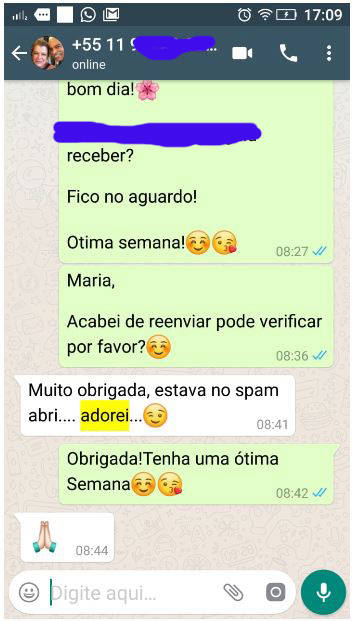 17:09
+55 11 9
online
bom dia!🌸
receber?
Fico no aguardo!
Otima semana!☺️😘
08:27
Maria,
Acabei de reenviar pode verificar
por favor?☺️
08:36
Muito obrigada, estava no spam
abri.... adorei...😉
08:41
Obrigada!Tenha uma ótima
Semana☺️😘
08:42
🙏🏻
08:44
Digite aqui...